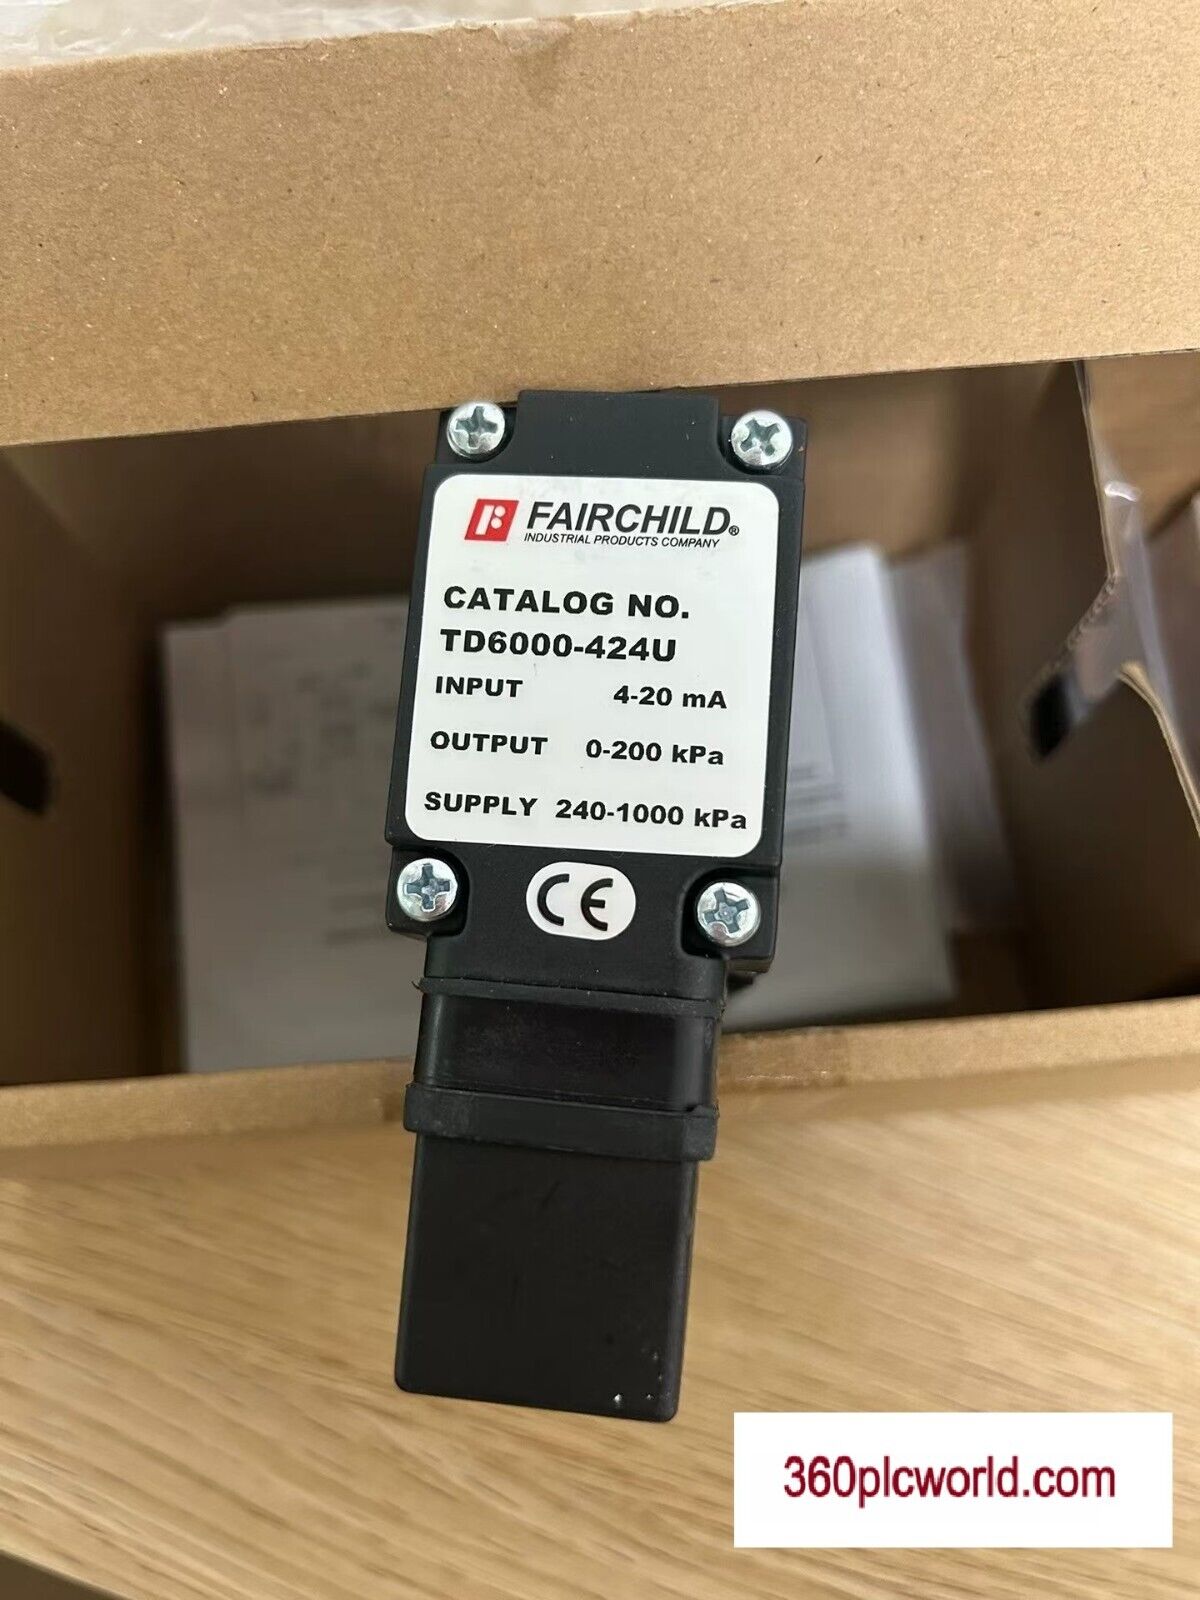 FAIRCHILD®
INDUSTRIAL PRODUCTS COMPANY
CATALOG NO.
TD6000-424U
INPUT 4-20 mA
OUTPUT 0-200 kPa
SUPPLY 240-1000 kPa
CE
360plcworld.com